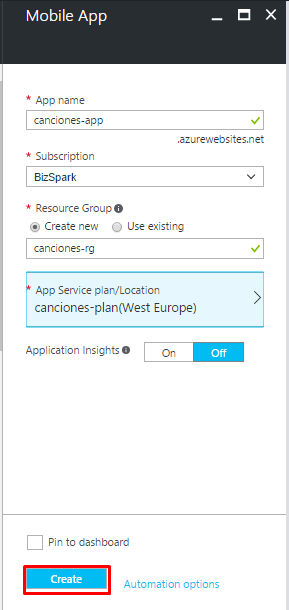 Mobile App
* App name
canciones-app
.azurewebsites.net
* Subscription
BizSpark
* Resource Group
Create new Use existing
canciones-rg
* App Service plan/Location
canciones-plan(West Europe)
Application Insights On Off
Pin to dashboard
Create Automation options